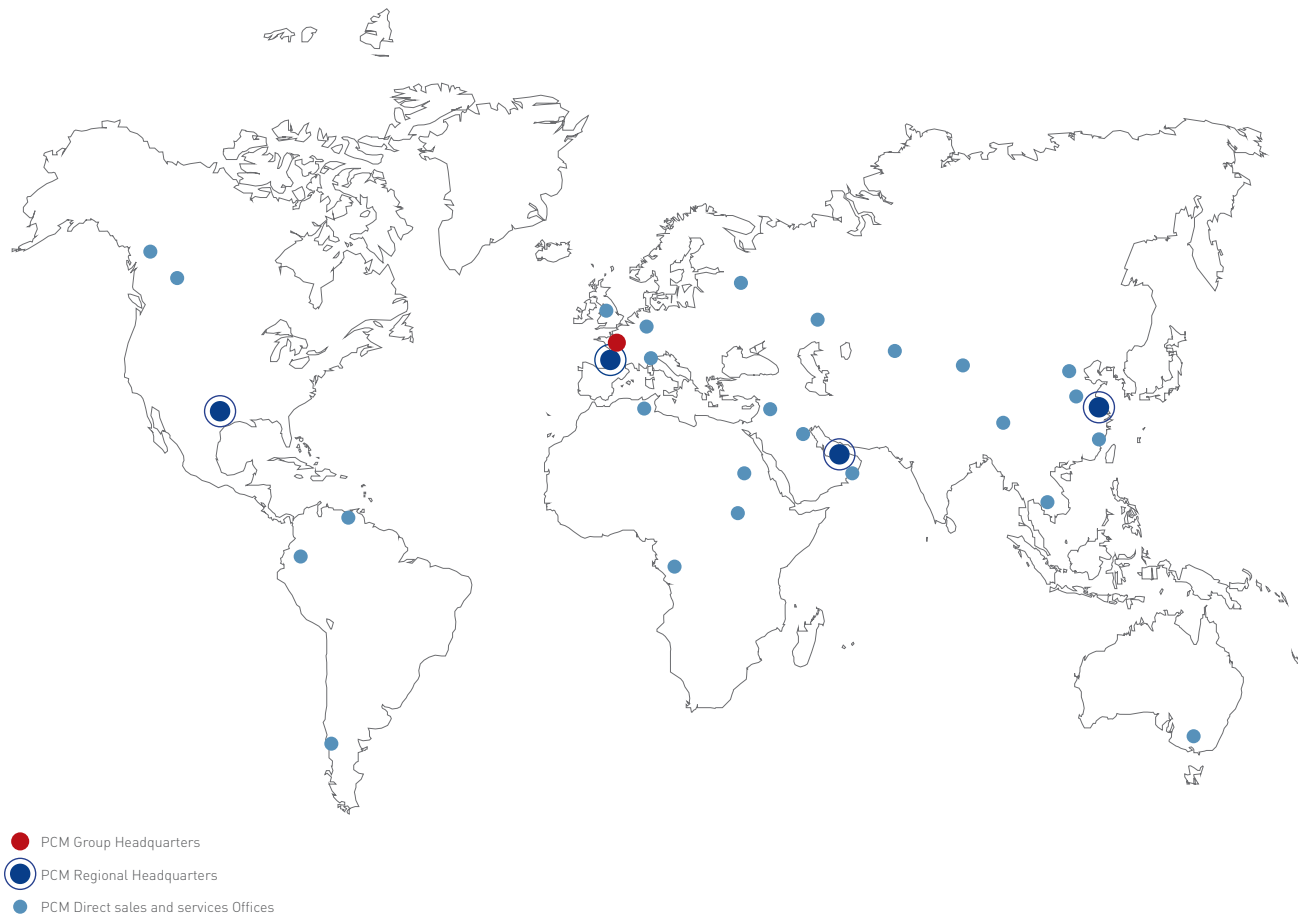 PCM Group Headquarters
PCM Regional Headquarters
PCM Direct sales and services Offices